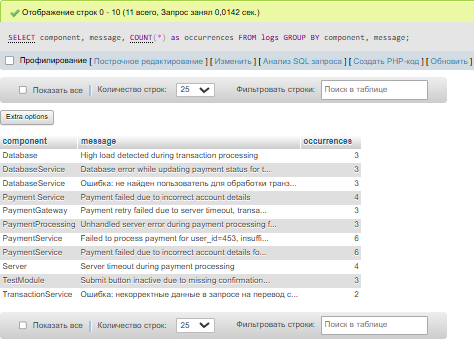 Отображение строк 0 - 10 (11 всего, Запрос занял 0,0142 сек.)
SELECT component, message, COUNT(*) as occurrences FROM logs GROUP BY component, message;
Профилирование [ Построчное редактирование ] [ Изменить ] [ Анализ SQL запроса ] [ Создать PHP-код ] [ Обновить ]
Показать все | Количество строк: 25 Фильтровать строки: Поиск в таблице
Extra options
component message occurrences
Database High load detected during transaction processing 3
DatabaseService Database error while updating payment status for t... 3
DatabaseService Ошибка: не найден пользователь для обработки транз... 3
Payment Service Payment failed due to incorrect account details 4
PaymentGateway Payment retry failed due to server timeout, transa... 3
PaymentProcessing Unhandled server error during payment processing f... 3
PaymentService Failed to process payment for user_id=453, insuffi... 6
PaymentService Payment failed due to incorrect account details fo... 6
Server Server timeout during payment processing 4
TestModule Submit button inactive due to missing confirmation... 3
TransactionService Ошибка: некорректные данные в запросе на перевод с... 2
Показать все | Количество строк: 25 Фильтровать строки: Поиск в таблице